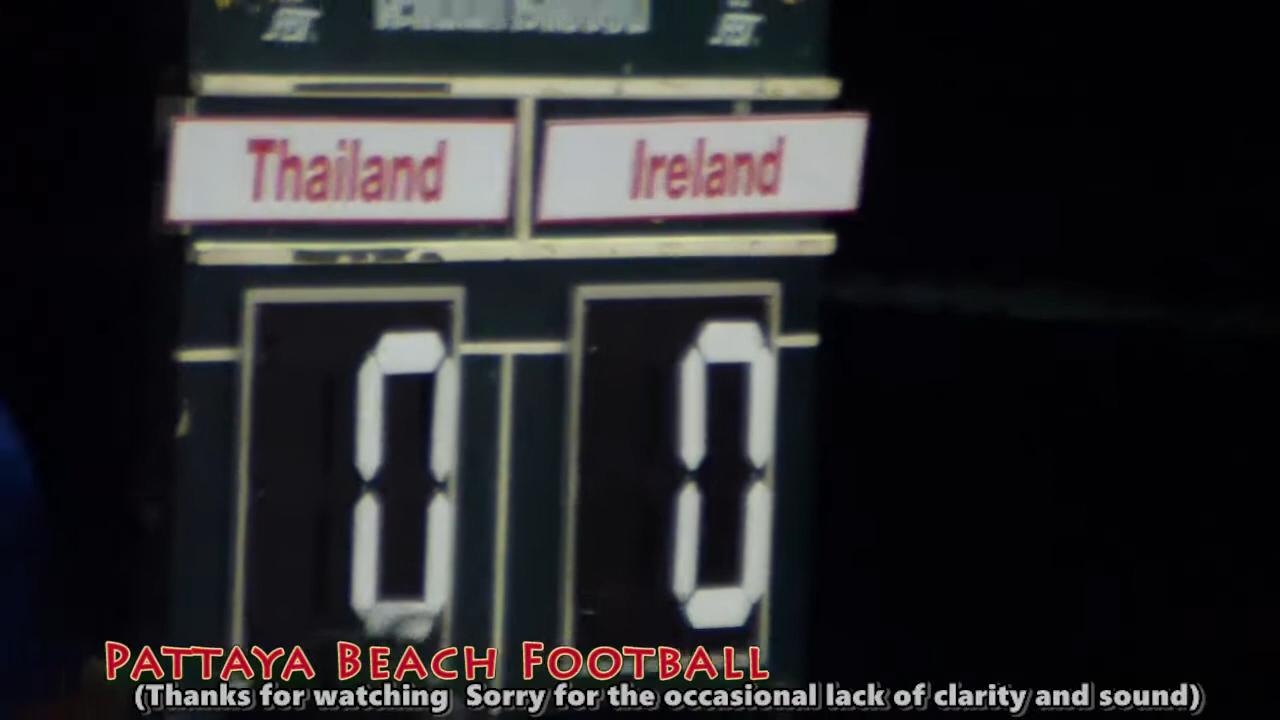 Thailand Ireland
0 0
Pattaya Beach Football
(Thanks for watching Sorry for the occasional lack of clarity and sound)